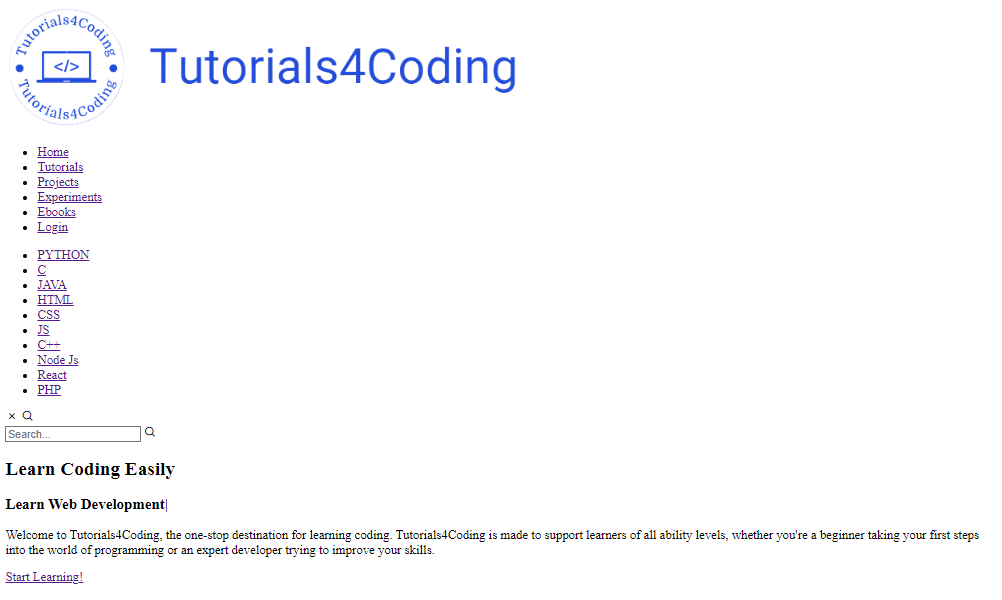 Tutorials4Coding
</>
Tutorials4Coding
Tutorials4Coding
Home
Tutorials
Projects
Experiments
Ebooks
Login
PYTHON
C
JAVA
HTML
CSS
JS
C++
Node Js
React
PHP
Search...
Learn Coding Easily
Learn Web Development|
Welcome to Tutorials4Coding, the one-stop destination for learning coding. Tutorials4Coding is made to support learners of all ability levels, whether you're a beginner taking your first steps
into the world of programming or an expert developer trying to improve your skills.
Start Learning!